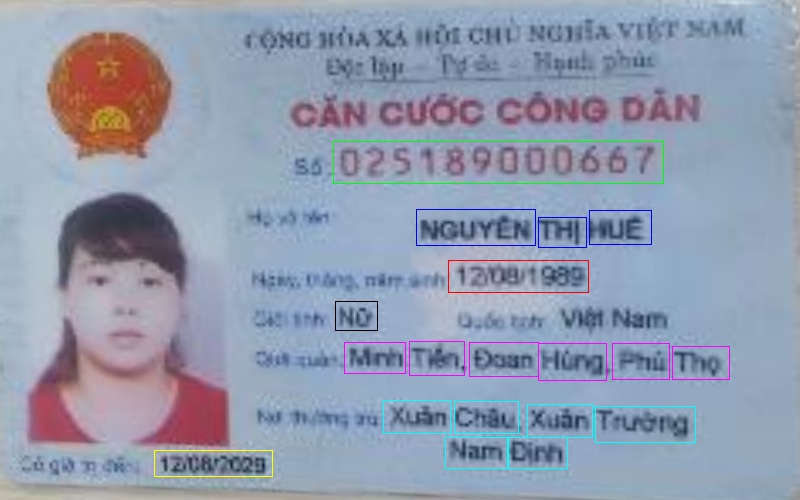 CỘNG HÒA XÃ HỘI CHỦ NGHĨA VIỆT NAM
Độc lập - Tự do - Hạnh phúc
CĂN CƯỚC CÔNG DÂN
Số: 025189000667
Họ và tên: NGUYỄN THỊ HUẾ
Ngày, tháng, năm sinh: 12/08/1989
Giới tính: Nữ Quốc tịch: Việt Nam
Quê quán: Minh Tiến, Đoan Hùng, Phú Thọ
Nơi thường trú: Xuân Châu, Xuân Trường
Nam Định
Có giá trị đến: 12/08/2029